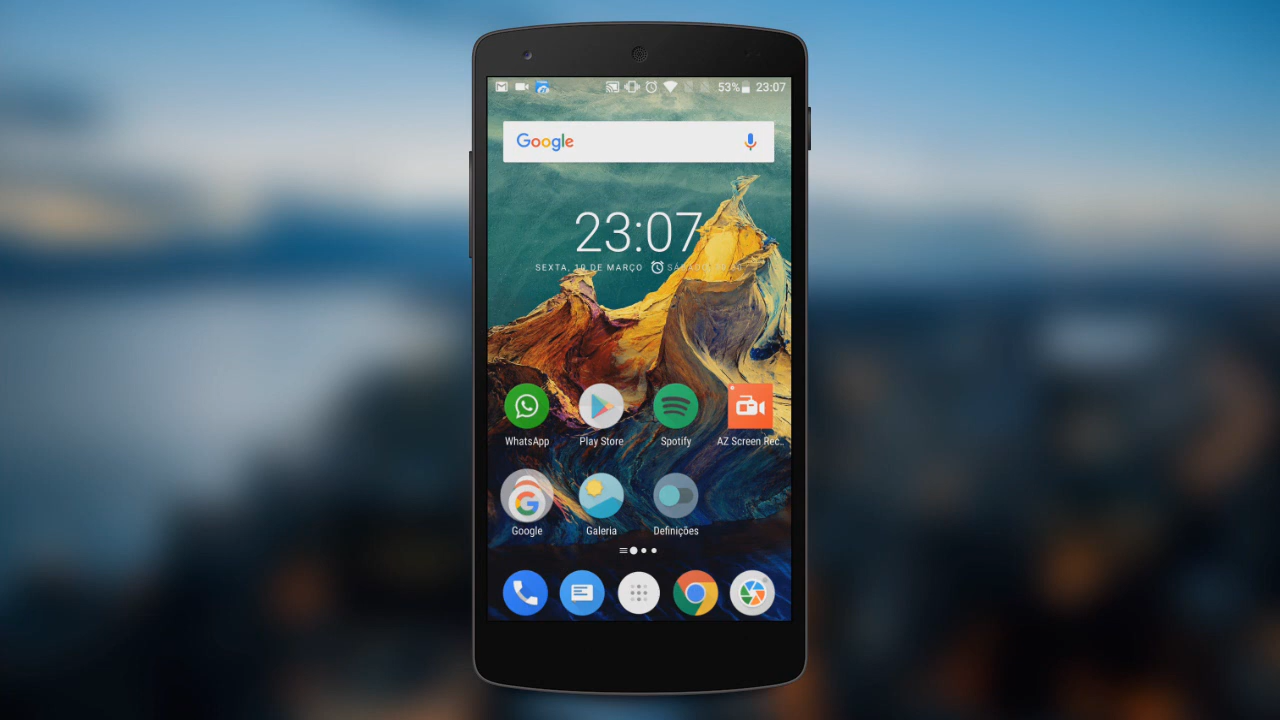 53% 23:07
Google
23:07
SEXTA, 10 DE MARÇO
WhatsApp Play Store Spotify AZ Screen Rec...
Google Galeria Definições